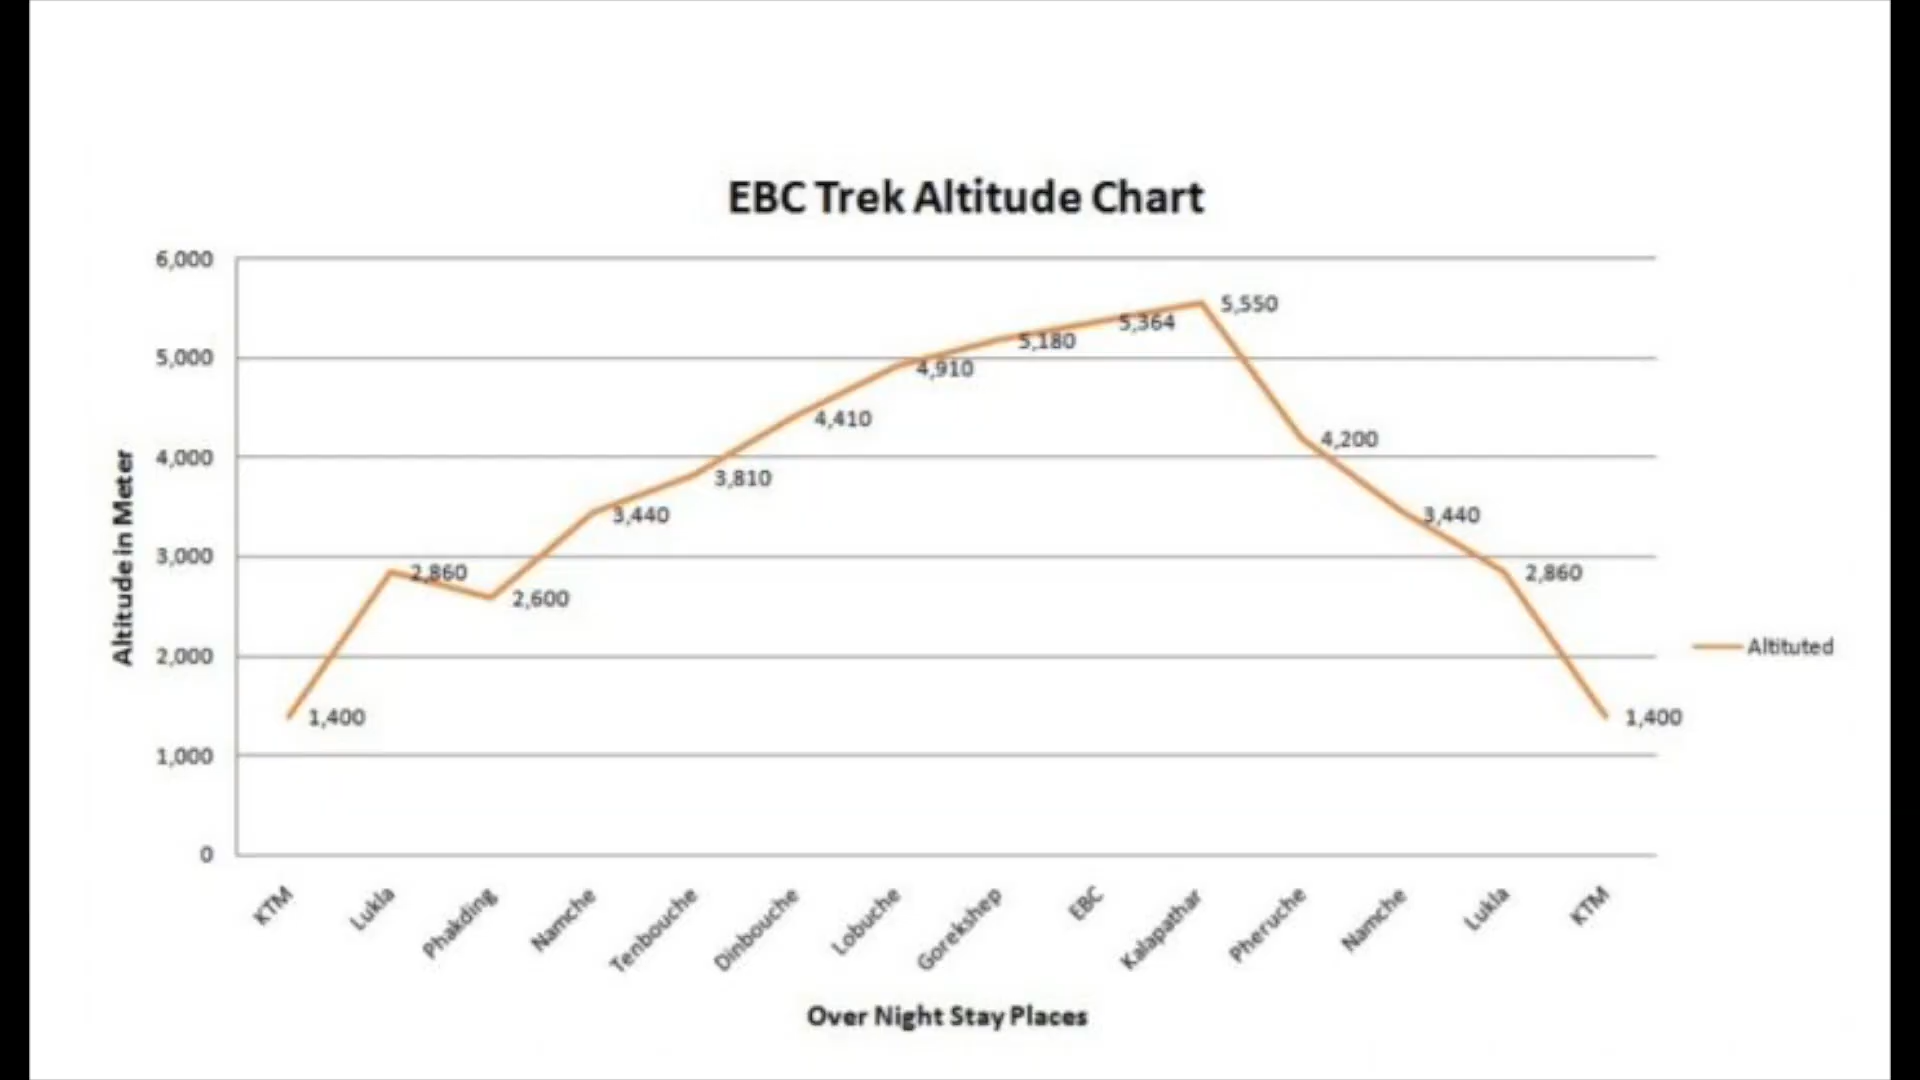 EBC Trek Altitude Chart
Altitude in Meter
6,000
5,000
4,000
3,000
2,000
1,000
0
1,400
2,860
2,600
3,440
3,810
4,410
4,910
5,180
5,364
5,550
4,200
3,440
2,860
1,400
Altituted
KTM
Lukla
Phakding
Namche
Tenbouche
Dinbouche
Lobuche
Gorekshep
EBC
Kalapathar
Pheruche
Namche
Lukla
KTM
Over Night Stay Places